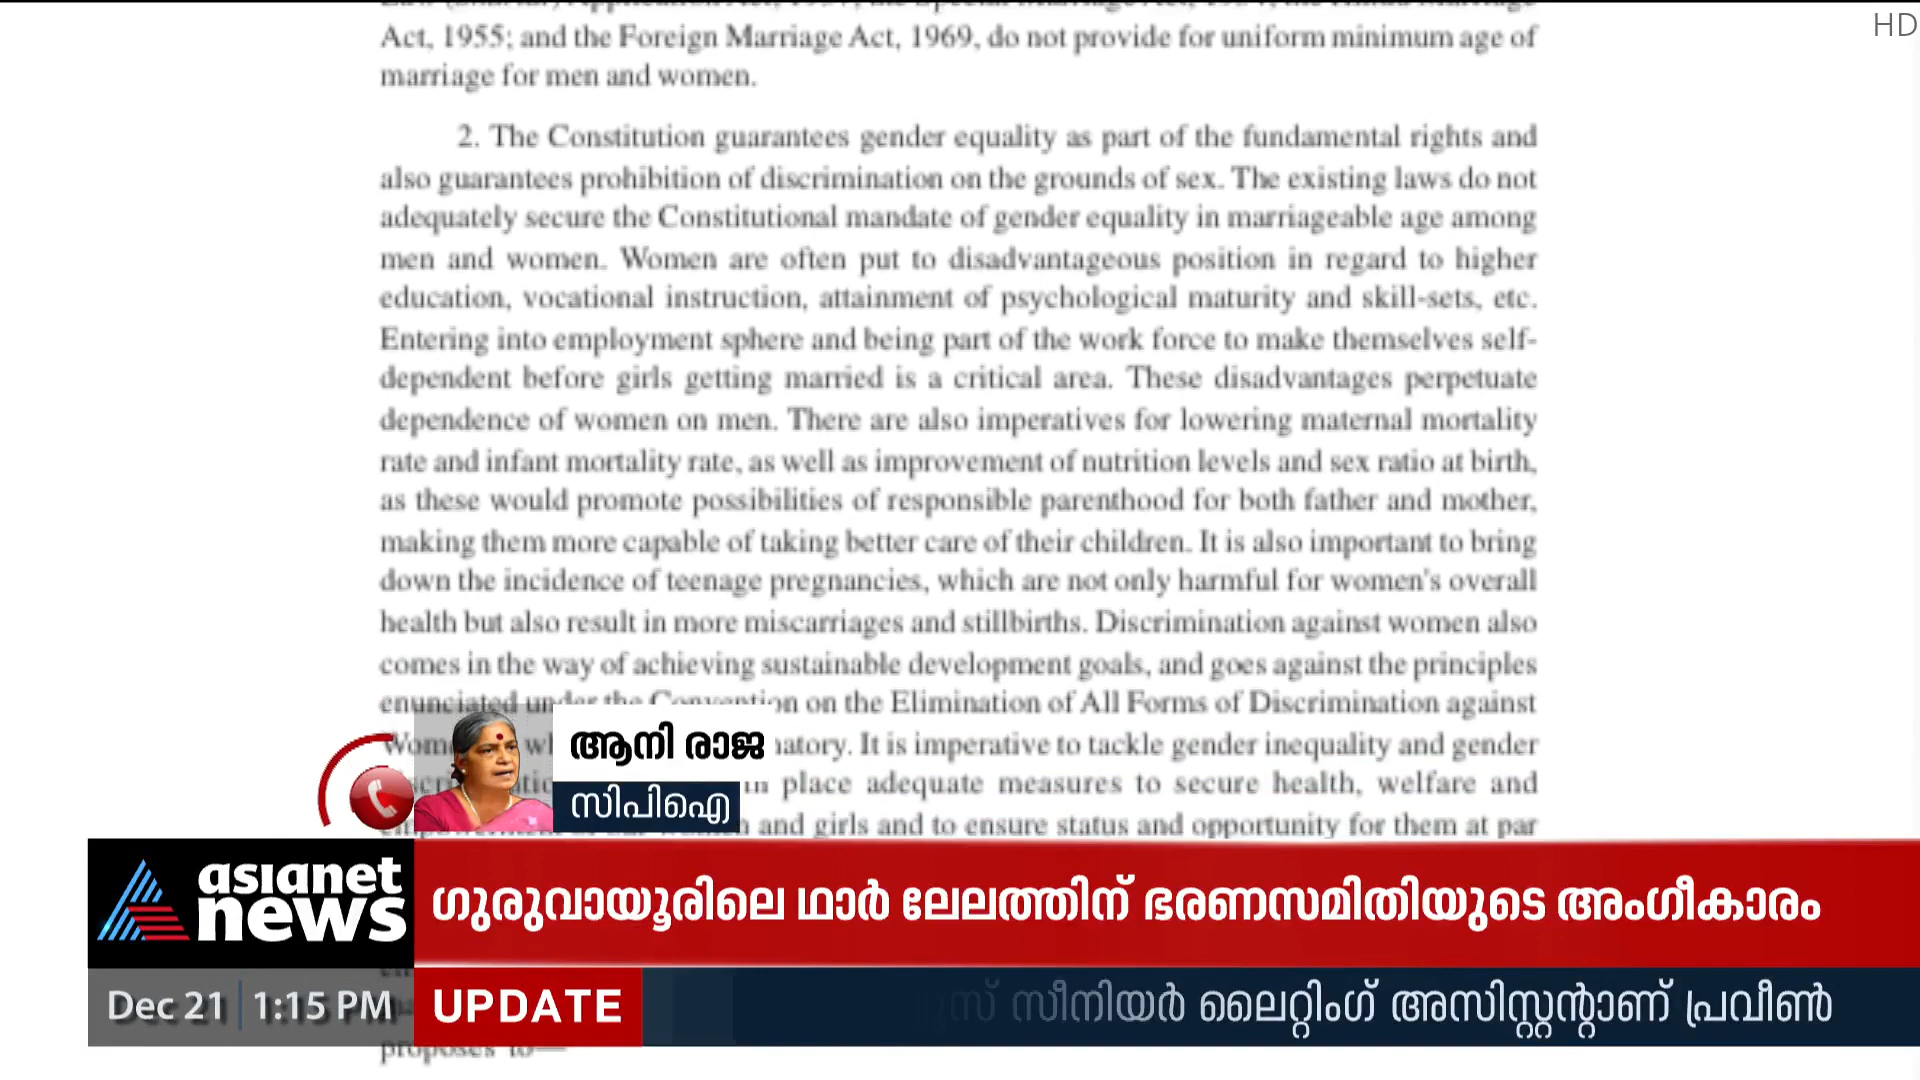 HD
Act, 1955; and the Foreign Marriage Act, 1969, do not provide for uniform minimum age of
marriage for men and women.
2. The Constitution guarantees gender equality as part of the fundamental rights and
also guarantees prohibition of discrimination on the grounds of sex. The existing laws do not
adequately secure the Constitutional mandate of gender equality in marriageable age among
men and women. Women are often put to disadvantageous position in regard to higher
education, vocational instruction, attainment of psychological maturity and skill-sets, etc.
Entering into employment sphere and being part of the work force to make themselves self-
dependent before girls getting married is a critical area. These disadvantages perpetuate
dependence of women on men. There are also imperatives for lowering maternal mortality
rate and infant mortality rate, as well as improvement of nutrition levels and sex ratio at birth,
as these would promote possibilities of responsible parenthood for both father and mother,
making them more capable of taking better care of their children. It is also important to bring
down the incidence of teenage pregnancies, which are not only harmful for women's overall
health but also result in more miscarriages and stillbirths. Discrimination against women also
comes in the way of achieving sustainable development goals, and goes against the principles
enunciated under the Convention on the Elimination of All Forms of Discrimination against
It is imperative to tackle gender inequality and gender
in place adequate measures to secure health, welfare and
and girls and to ensure status and opportunity for them at par
ആനി രാജ
സിപിഐ
asianet
news
ഗുരുവായൂരിലെ ഥാർ ലേലത്തിന് ഭരണസമിതിയുടെ അംഗീകാരം
Dec 21 1:15 PM
UPDATE
സീനിയർ ലൈറ്റിംഗ് അസിസ്റ്റന്റാണ് പ്രവീൺ
proposes to—